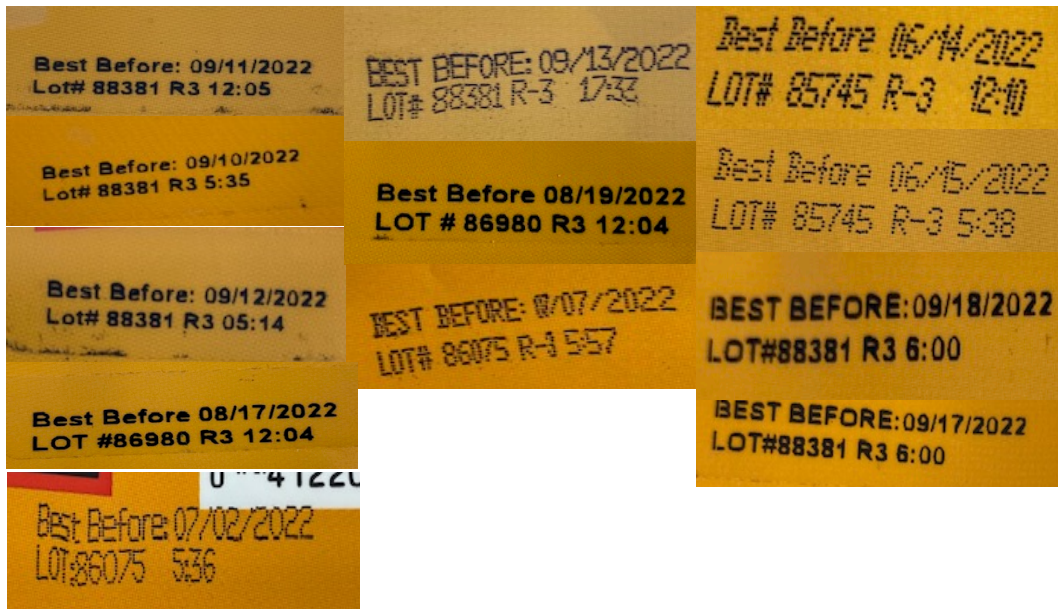 Best Before: 09/11/2022
Lot# 88381 R3 12:05
Best Before: 09/10/2022
Lot# 88381 R3 5:35
Best Before: 09/12/2022
Lot# 88381 R3 05:14
Best Before 08/17/2022
LOT #86980 R3 12:04
Best Before: 07/02/2022
LOT:86075 5:36
BEST BEFORE: 09/13/2022
LOT# 88381 R-3 17:33
Best Before 08/19/2022
LOT # 86980 R3 12:04
BEST BEFORE: /07/2022
LOT# 86075 R-3 5:57
Best Before 06/14/2022
LOT# 85745 R-3 12:10
Best Before 06/15/2022
LOT# 85745 R-3 5:38
BEST BEFORE:09/18/2022
LOT#88381 R3 6:00
BEST BEFORE:09/17/2022
LOT#88381 R3 6:00